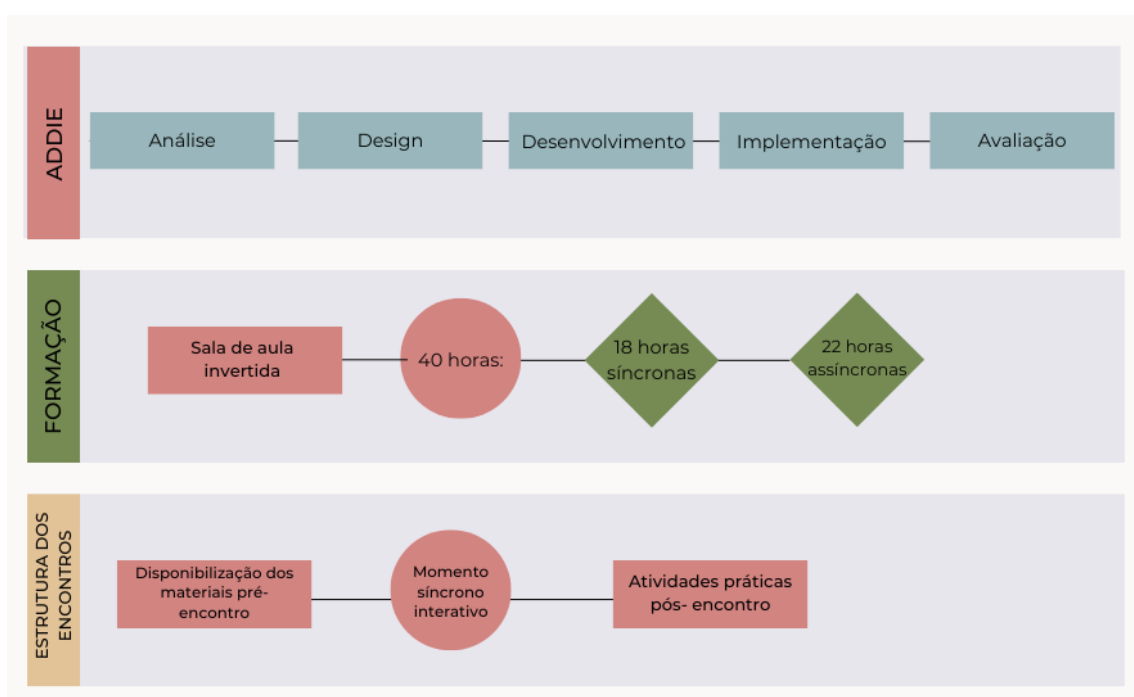 ADDIE
Análise
Design
Desenvolvimento
Implementação
Avaliação
FORMAÇÃO
Sala de aula
invertida
40 horas:
18 horas
síncronas
22 horas
assíncronas
ESTRUTURA DOS
ENCONTROS
Disponibilização dos
materiais pré-
encontro
Momento
síncrono
interativo
Atividades práticas
pós- encontro